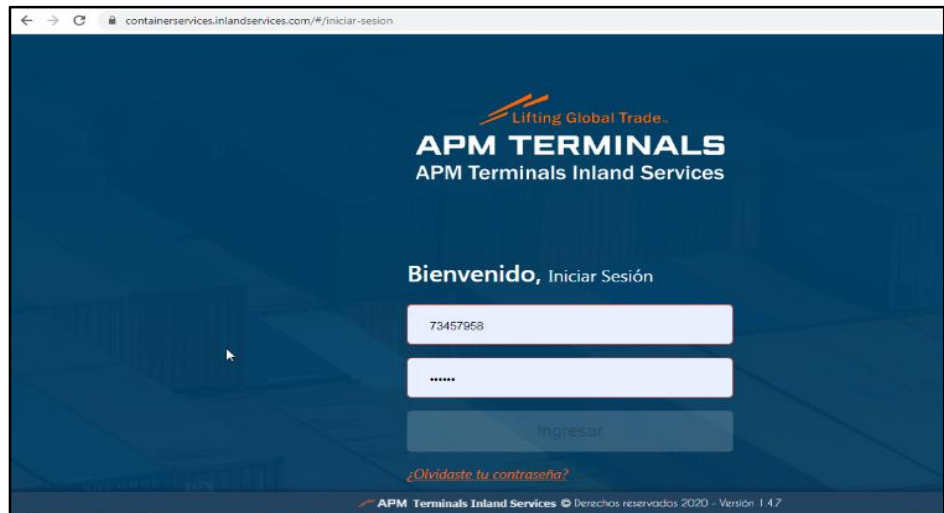 containerservices.inlandservices.com/#/iniciar-sesion
Lifting Global Trade.
APM TERMINALS
APM Terminals Inland Services
Bienvenido, Iniciar Sesión
73457958
••••••
Ingresar
¿Olvidaste tu contraseña?
APM Terminals Inland Services © Derechos reservados 2020 - Versión 1.4.7